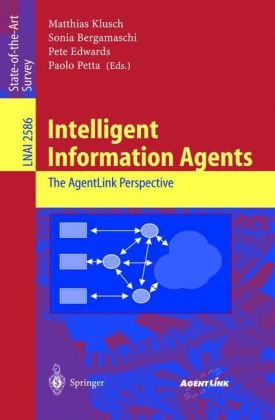 State-of-the-Art
Survey
LNAI 2586
Matthias Klusch
Sonia Bergamaschi
Pete Edwards
Paolo Petta (Eds.)
Intelligent
Information Agents
The AgentLink Perspective
Springer
AGENTLINK